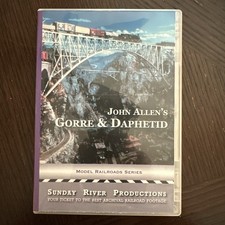 John Allen's
Gorre & Daphetid
Model Railroads Series
Sunday River Productions
Your Ticket to the Best Archival Railroad Footage